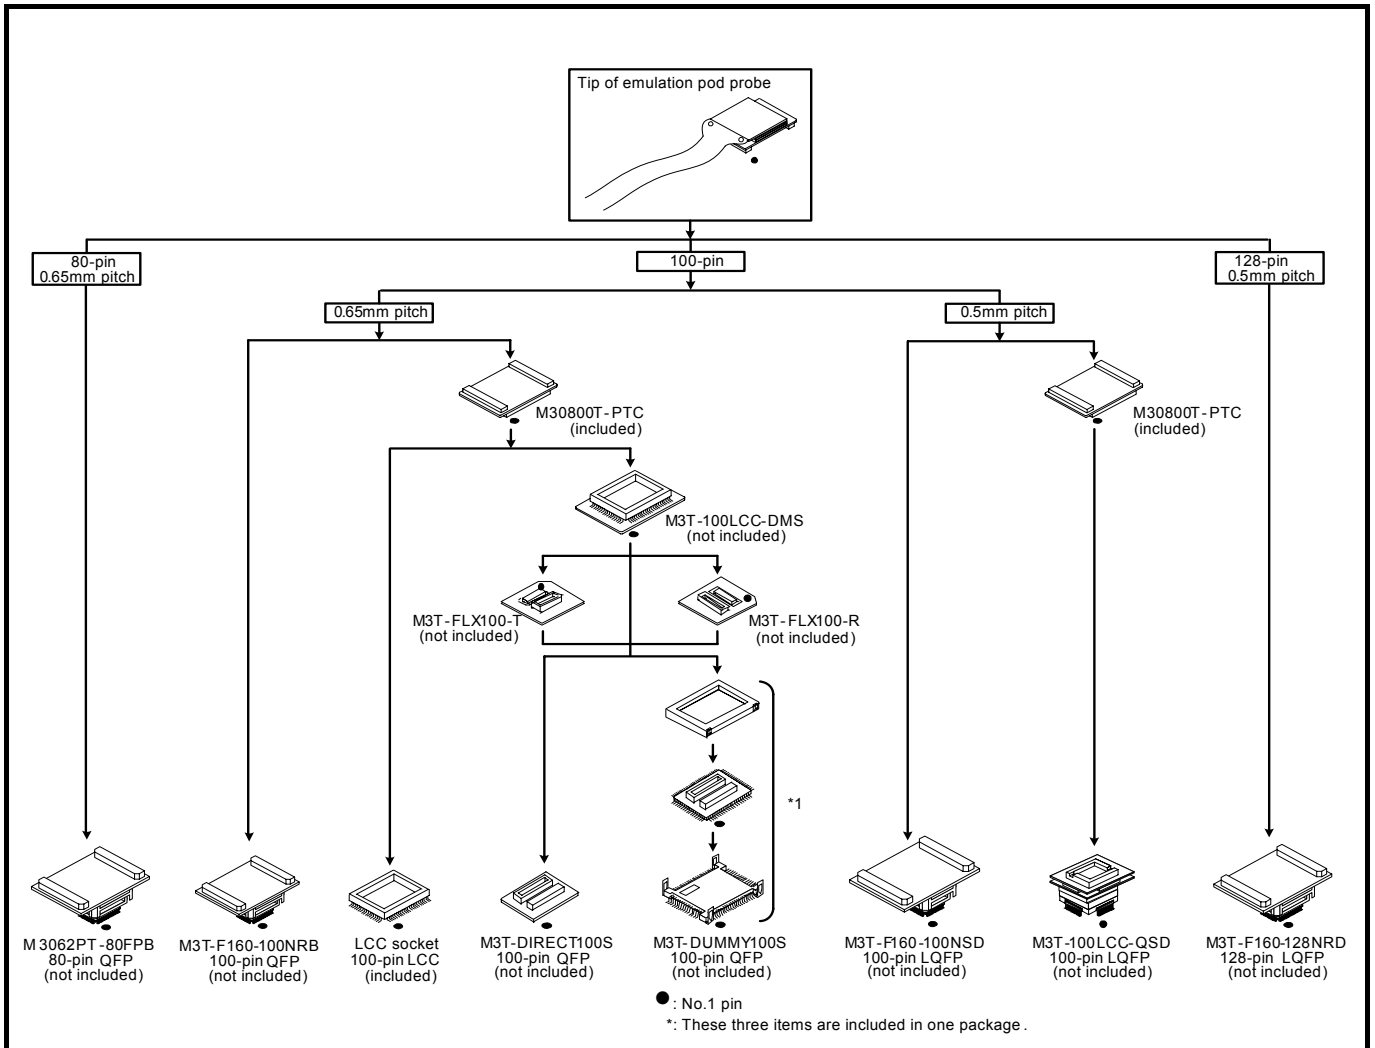 Tip of emulation pod probe
80-pin
0.65mm pitch
100-pin
128-pin
0.5mm pitch
0.65mm pitch
0.5mm pitch
M30800T-PTC
(included)
M30800T-PTC
(included)
M3T-100LCC-DMS
(not included)
M3T-FLX100-T
(not included)
M3T-FLX100-R
(not included)
*1
M3062PT-80FPB
80-pin QFP
(not included)
M3T-F160-100NRB
100-pin QFP
(not included)
LCC socket
100-pin LCC
(included)
M3T-DIRECT100S
100-pin QFP
(not included)
M3T-DUMMY100S
100-pin QFP
(not included)
M3T-F160-100NSD
100-pin LQFP
(not included)
M3T-100LCC-QSD
100-pin LQFP
(not included)
M3T-F160-128NRD
128-pin LQFP
(not included)
● : No.1 pin
*: These three items are included in one package.